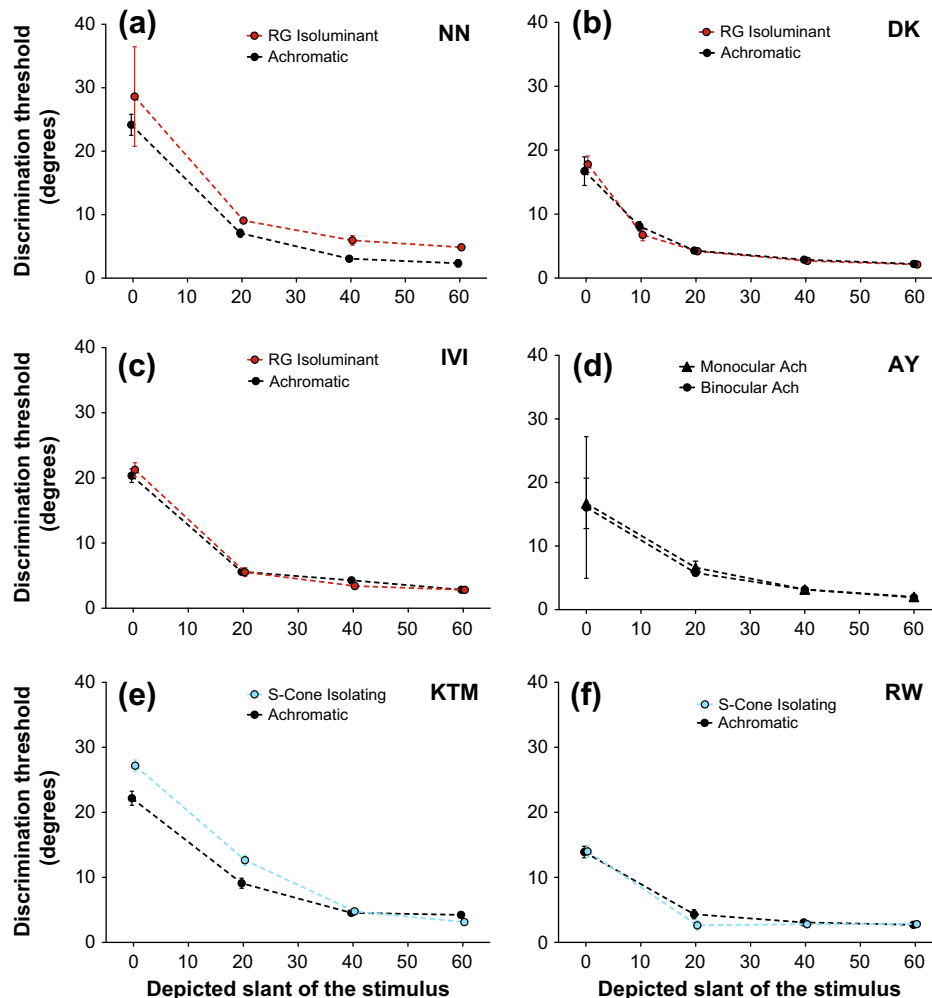 (a) NN
RG Isoluminant
Achromatic
Discrimination threshold
(degrees)
40
30
20
10
0
0 10 20 30 40 50 60
(b) DK
RG Isoluminant
Achromatic
40
30
20
10
0
0 10 20 30 40 50 60
(c) IVI
RG Isoluminant
Achromatic
Discrimination threshold
(degrees)
40
30
20
10
0
0 10 20 30 40 50 60
(d) AY
Monocular Ach
Binocular Ach
40
30
20
10
0
0 10 20 30 40 50 60
(e) KTM
S-Cone Isolating
Achromatic
Discrimination threshold
(degrees)
40
30
20
10
0
0 10 20 30 40 50 60
Depicted slant of the stimulus
(f) RW
S-Cone Isolating
Achromatic
40
30
20
10
0
0 10 20 30 40 50 60
Depicted slant of the stimulus